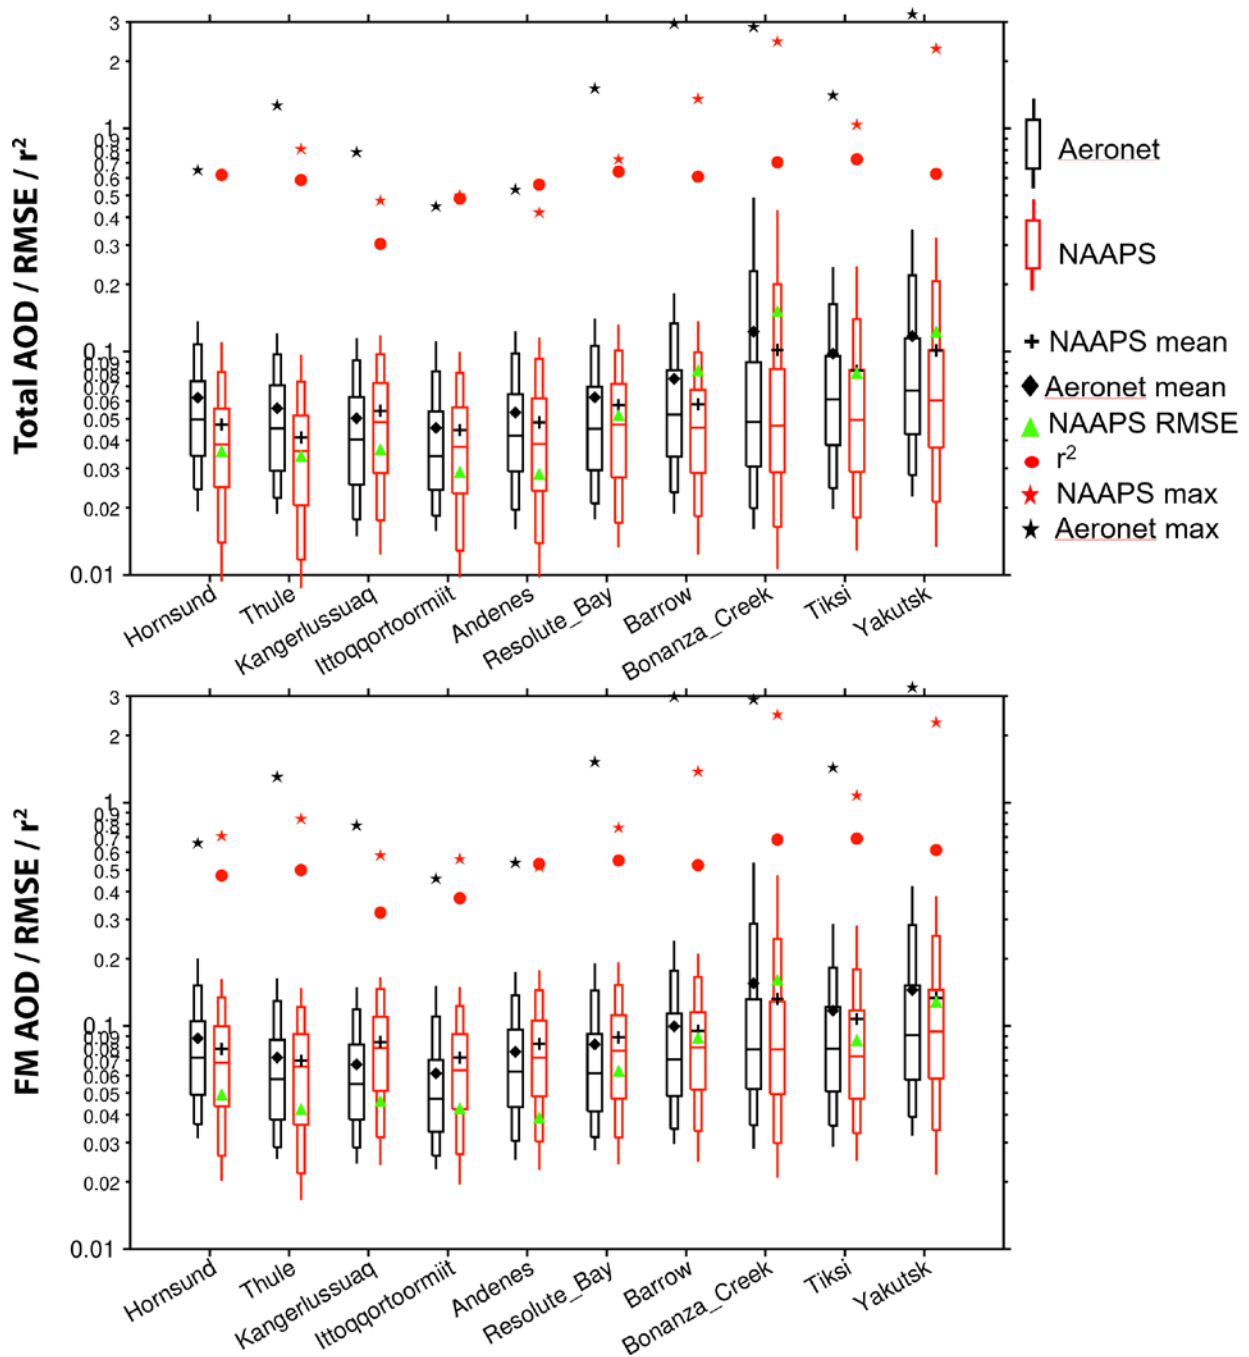 Total AOD / RMSE / r²
3
2
1
0.9
0.8
0.7
0.6
0.5
0.4
0.3
0.2
0.1
0.09
0.08
0.07
0.06
0.05
0.04
0.03
0.02
0.01
Hornsund
Thule
Kangerlussuaq
Ittoqqortoormiit
Andenes
Resolute_Bay
Barrow
Bonanza_Creek
Tiksi
Yakutsk
Aeronet
NAAPS
NAAPS mean
Aeronet mean
NAAPS RMSE
r²
NAAPS max
Aeronet max
FM AOD / RMSE / r²
3
2
1
0.9
0.8
0.7
0.6
0.5
0.4
0.3
0.2
0.1
0.09
0.08
0.07
0.06
0.05
0.04
0.03
0.02
0.01
Hornsund
Thule
Kangerlussuaq
Ittoqqortoormiit
Andenes
Resolute_Bay
Barrow
Bonanza_Creek
Tiksi
Yakutsk